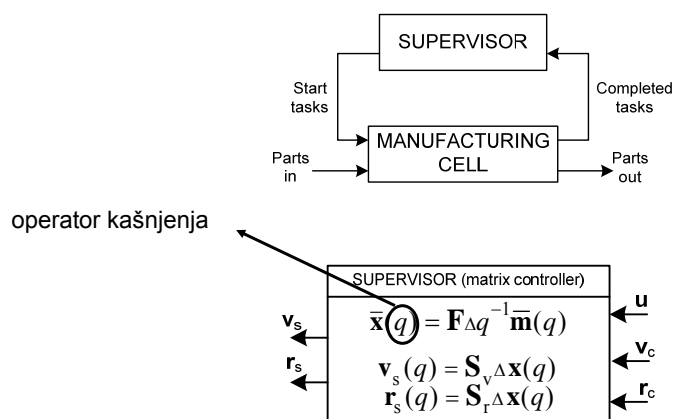 SUPERVISOR
Start
tasks
Completed
tasks
MANUFACTURING
CELL
Parts
in
Parts
out
operator kašnjenja
SUPERVISOR (matrix controller)
x̅(q) = F∆q⁻¹m̅(q)
v_s(q) = S_v∆x(q)
r_s(q) = S_r∆x(q)
v_s
r_s
u
v_c
r_c